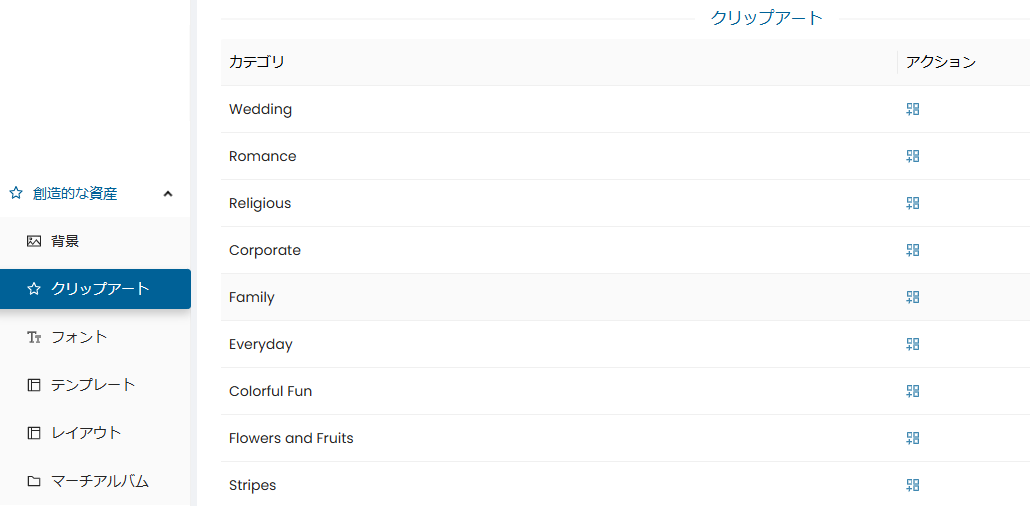 クリップアート
カテゴリ
アクション
Wedding
Romance
Religious
Corporate
Family
Everyday
Colorful Fun
Flowers and Fruits
Stripes
創造的な資産
背景
クリップアート
フォント
テンプレート
レイアウト
マーチアルバム